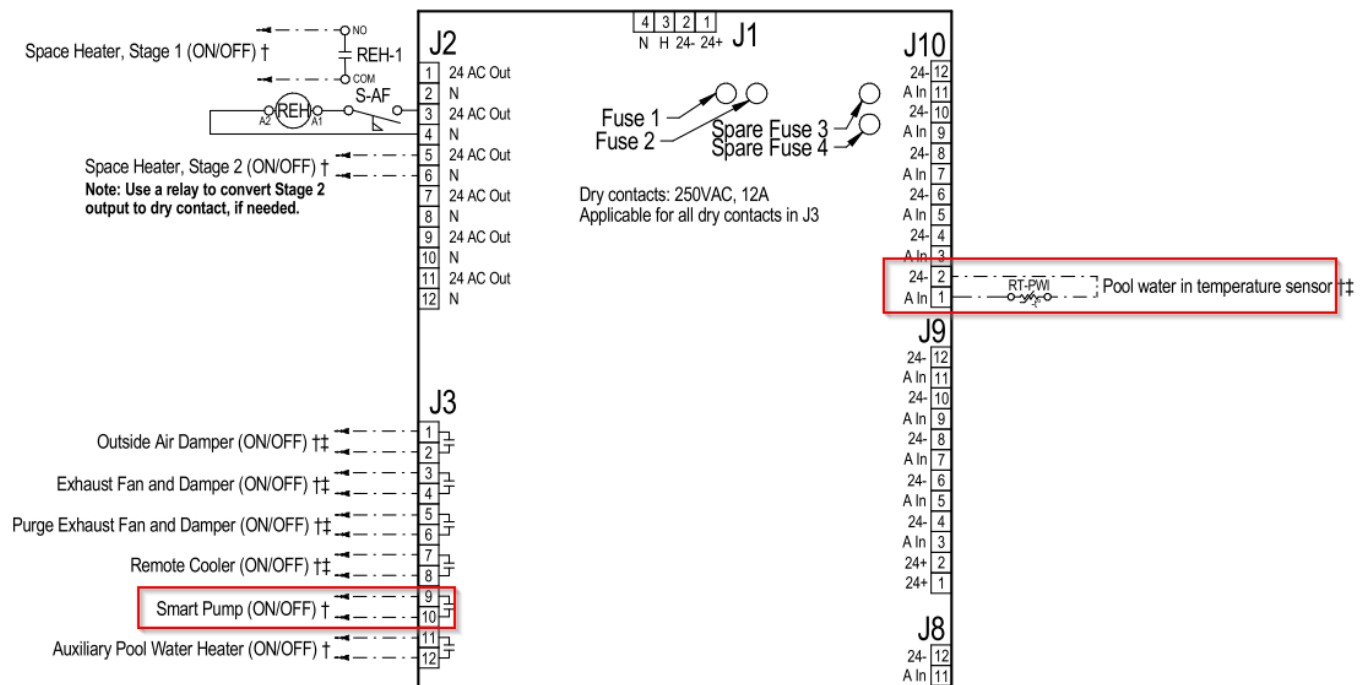 4 3 2 1
N H 24- 24+ J1
Space Heater, Stage 1 (ON/OFF) †
NO
REH-1
COM
S-AF
REH
A2 A1
Space Heater, Stage 2 (ON/OFF) †
Note: Use a relay to convert Stage 2
output to dry contact, if needed.
J2
1 24 AC Out
2 N
3 24 AC Out
4 N
5 24 AC Out
6 N
7 24 AC Out
8 N
9 24 AC Out
10 N
11 24 AC Out
12 N
Fuse 1
Fuse 2
Spare Fuse 3
Spare Fuse 4
Dry contacts: 250VAC, 12A
Applicable for all dry contacts in J3
J10
24- 12
A In 11
24- 10
A In 9
24- 8
A In 7
24- 6
A In 5
24- 4
A In 3
24- 2
A In 1
RT-PWI
Pool water in temperature sensor †‡
J9
24- 12
A In 11
24- 10
A In 9
24- 8
A In 7
24- 6
A In 5
24- 4
A In 3
24+ 2
24+ 1
J8
24- 12
A In 11
J3
Outside Air Damper (ON/OFF) †‡
1
2
Exhaust Fan and Damper (ON/OFF) †‡
3
4
Purge Exhaust Fan and Damper (ON/OFF) †‡
5
6
Remote Cooler (ON/OFF) †‡
7
8
Smart Pump (ON/OFF) †
9
10
Auxiliary Pool Water Heater (ON/OFF) †
11
12